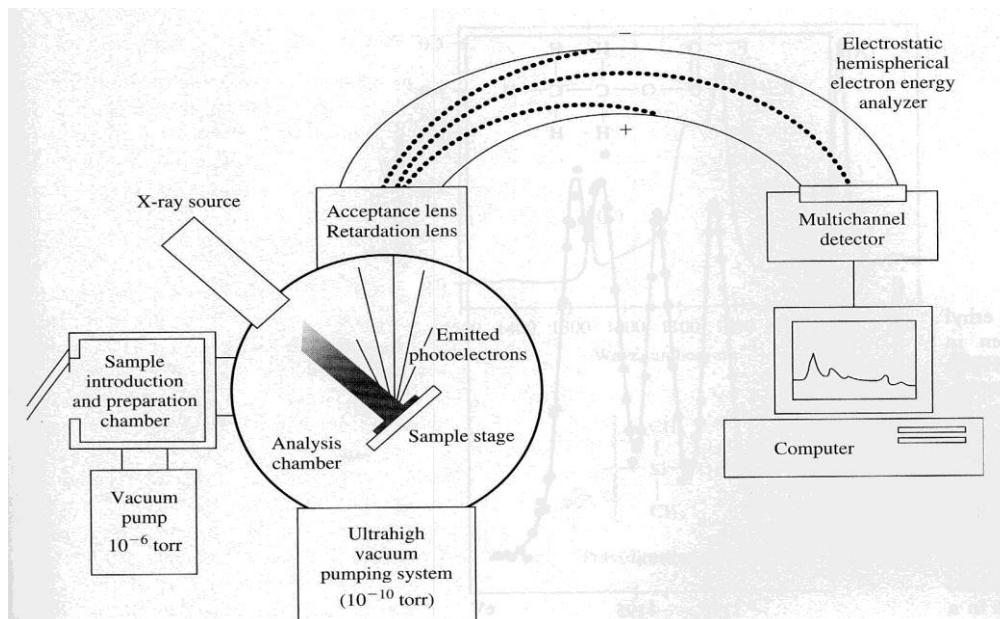 −
Electrostatic
hemispherical
electron energy
analyzer
+
X-ray source
Acceptance lens
Retardation lens
Multichannel
detector
Emitted
photoelectrons
Sample
introduction
and preparation
chamber
Sample stage
Analysis
chamber
Computer
Vacuum
pump
10⁻⁶ torr
Ultrahigh
vacuum
pumping system
(10⁻¹⁰ torr)